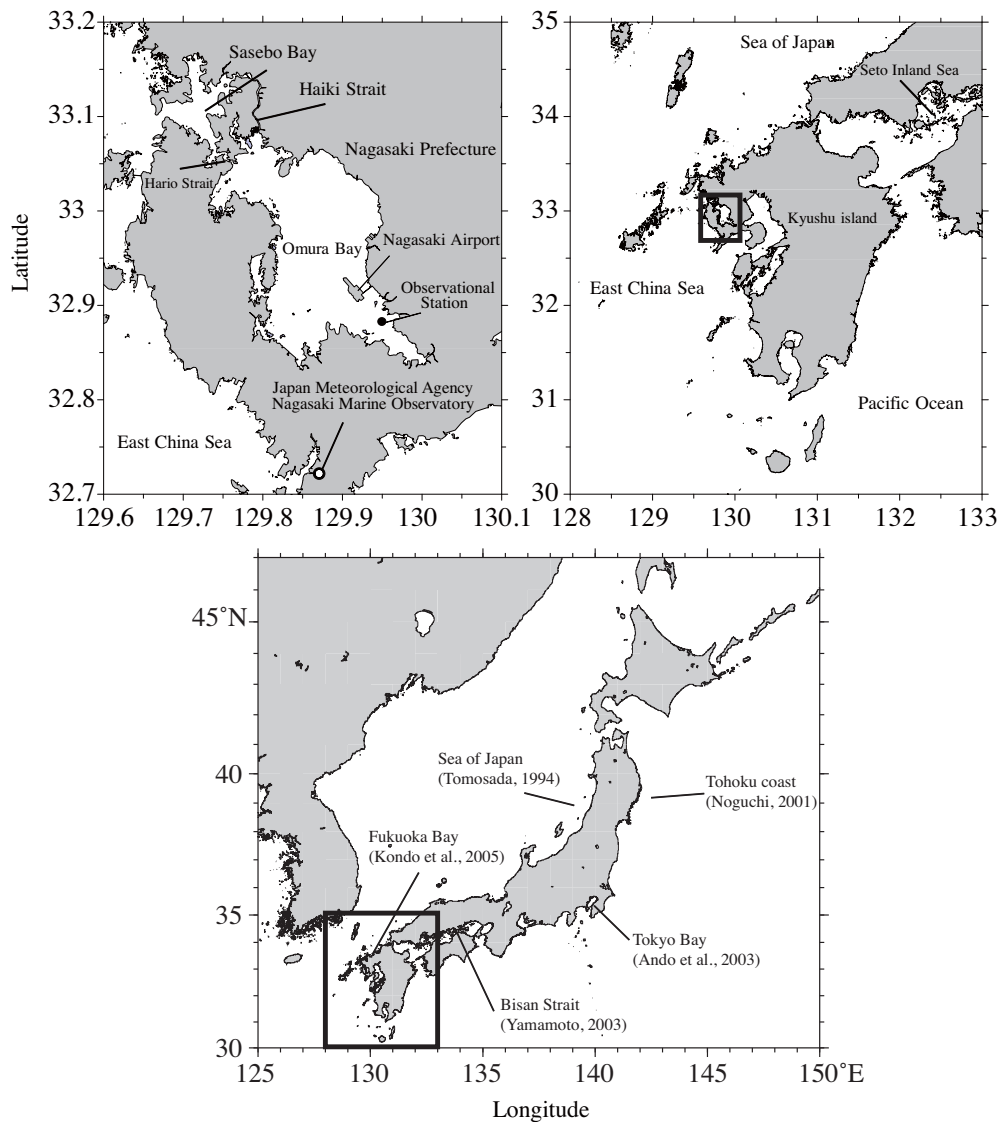 33.2
33.1
33
32.9
32.8
32.7
Latitude
129.6
129.7
129.8
129.9
130
130.1
Sasebo Bay
Haiki Strait
Nagasaki Prefecture
Hario Strait
Omura Bay
Nagasaki Airport
Observational
Station
Japan Meteorological Agency
Nagasaki Marine Observatory
East China Sea
35
34
33
32
31
30
128
129
130
131
132
133
Sea of Japan
Seto Inland Sea
Kyushu island
East China Sea
Pacific Ocean
45°N
40
35
30
125
130
135
140
145
150°E
Longitude
Sea of Japan
(Tomosada, 1994)
Tohoku coast
(Noguchi, 2001)
Fukuoka Bay
(Kondo et al., 2005)
Tokyo Bay
(Ando et al., 2003)
Bisan Strait
(Yamamoto, 2003)